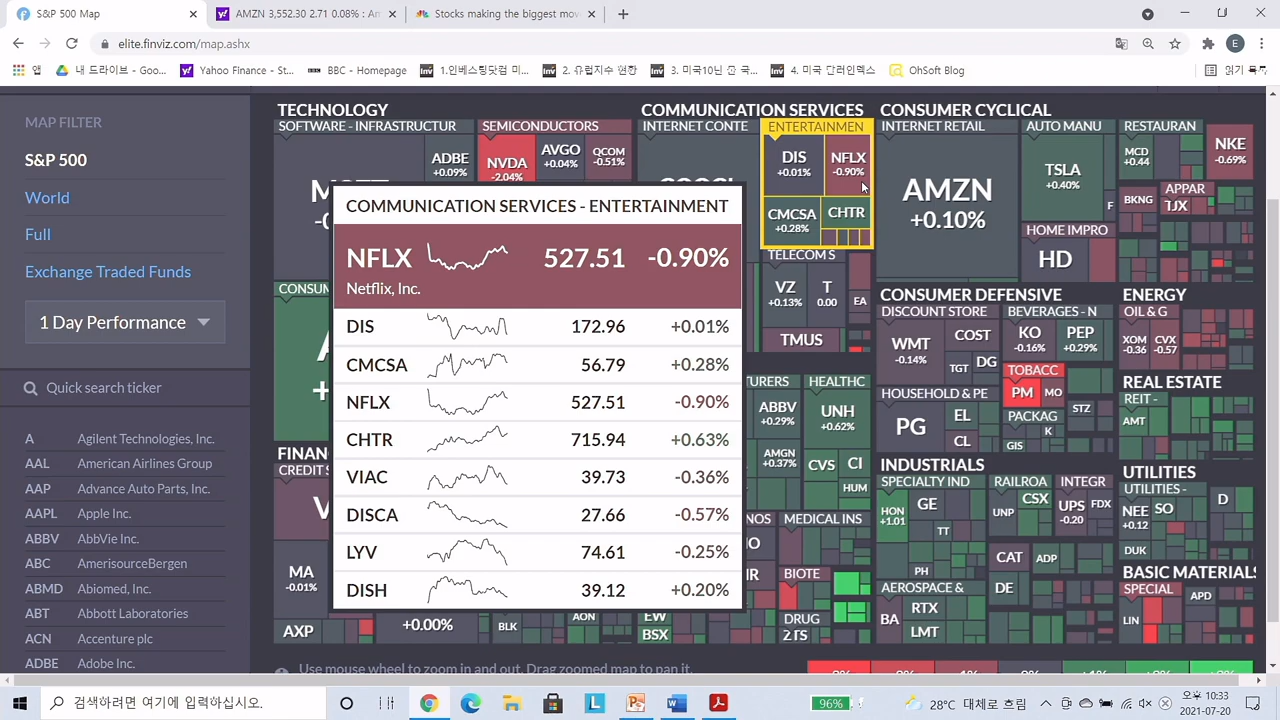 S&P 500 Map
AMZN 3,552.30 2.71 0.08% : An
Stocks making the biggest mov
elite.finviz.com/map.ashx
앱
내 드라이브 - Goo...
Yahoo Finance - St...
BBC - Homepage
1.인베스팅닷컴 미...
2. 유럽지수 현황
3. 미국10년 준 국...
4. 미국 달러인덱스
OhSoft Blog
읽기 목록
MAP FILTER
S&P 500
World
Full
Exchange Traded Funds
1 Day Performance
Quick search ticker
A Agilent Technologies, Inc.
AAL American Airlines Group
AAP Advance Auto Parts, Inc.
AAPL Apple Inc.
ABBV AbbVie Inc.
ABC AmerisourceBergen
ABMD Abiomed, Inc.
ABT Abbott Laboratories
ACN Accenture plc
ADBE Adobe Inc.
TECHNOLOGY
SOFTWARE - INFRASTRUCTUR
ADBE
+0.09%
SEMICONDUCTORS
NVDA
-2.04%
AVGO
+0.04%
QCOM
-0.51%
CONSUM
FINAN
CREDIT S
V
MA
-0.01%
AXP
+0.00%
BLK
AON
COMMUNICATION SERVICES
INTERNET CONTE
ENTERTAINMEN
DIS
+0.01%
NFLX
-0.90%
CMCSA
+0.28%
CHTR
TELECOM S
VZ
+0.13%
T
0.00
EA
TMUS
COMMUNICATION SERVICES - ENTERTAINMENT
NFLX 527.51 -0.90%
Netflix, Inc.
DIS 172.96 +0.01%
CMCSA 56.79 +0.28%
NFLX 527.51 -0.90%
CHTR 715.94 +0.63%
VIAC 39.73 -0.36%
DISCA 27.66 -0.57%
LYV 74.61 -0.25%
DISH 39.12 +0.20%
URERS
HEALTHC
ABBV
+0.29%
UNH
+0.62%
AMGN
+0.37%
CVS
CI
HUM
NOS
MEDICAL INS
BIOTE
DRUG
ZTS
EW
BSX
CONSUMER CYCLICAL
INTERNET RETAIL
AMZN
+0.10%
AUTO MANU
TSLA
+0.40%
F
RESTAURAN
MCD
+0.44
NKE
-0.69%
BKNG
APPAR
TJX
HOME IMPRO
HD
CONSUMER DEFENSIVE
DISCOUNT STORE
WMT
-0.14%
COST
TGT
DG
BEVERAGES - N
KO
-0.16%
PEP
+0.29%
TOBACC
PM
MO
HOUSEHOLD & PE
PG
EL
CL
PACKAG
K
GIS
STZ
ENERGY
OIL & G
XOM
-0.36
CVX
-0.57
REAL ESTATE
REIT -
AMT
INDUSTRIALS
SPECIALTY IND
HON
+1.01
GE
TT
PH
RAILROA
UNP
CSX
INTEGR
UPS
-0.20
FDX
CAT
ADP
DE
AEROSPACE &
BA
RTX
LMT
UTILITIES
UTILITIES -
NEE
+0.12
SO
D
DUK
BASIC MATERIALS
SPECIAL
LIN
APD
Use mouse wheel to zoom in and out. Drag zoomed map to pan it.
검색하려면 여기에 입력하십시오.
96%
28°C 대체로 흐림
오후 10:33
2021-07-20